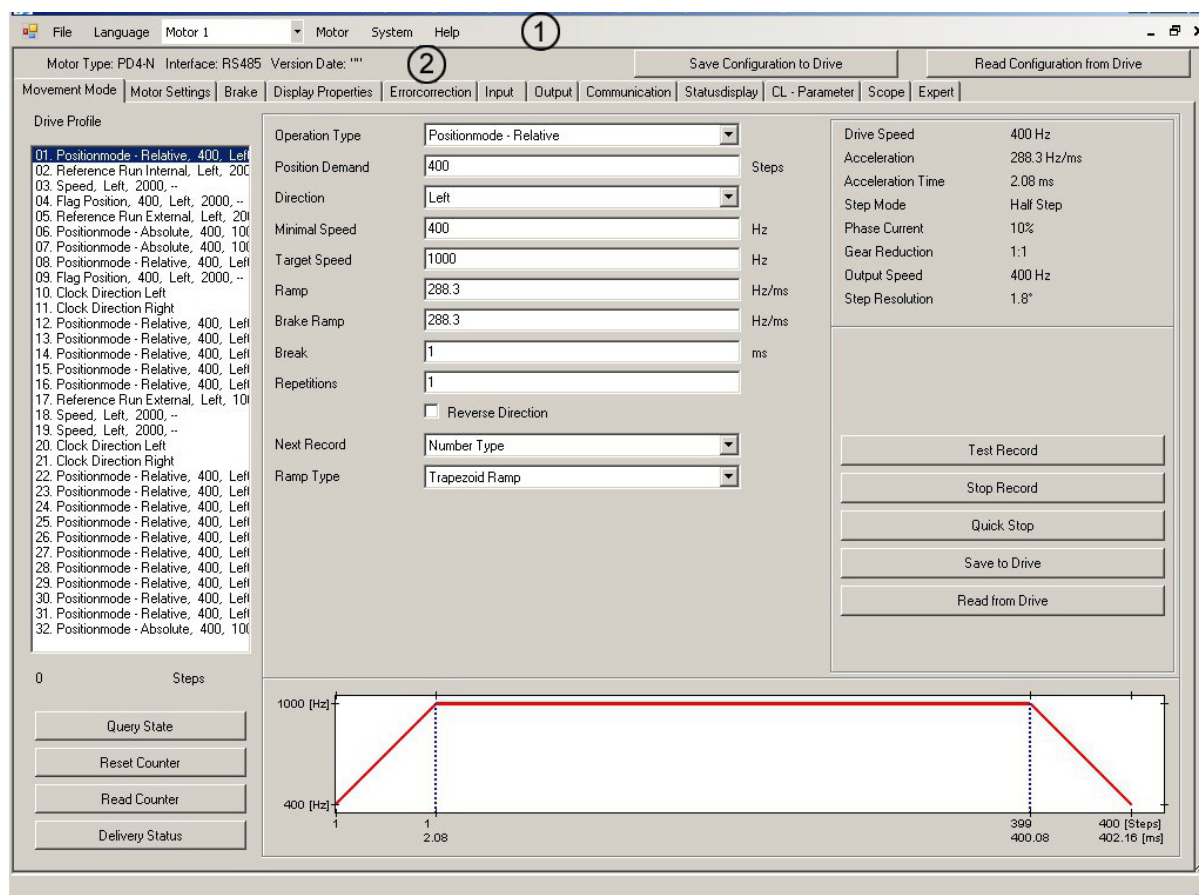 File Language Motor 1 Motor System Help 1
Motor Type: PD4-N Interface: RS485 Version Date: "" 2 Save Configuration to Drive Read Configuration from Drive
Movement Mode Motor Settings Brake Display Properties Errorcorrection Input Output Communication Statusdisplay CL - Parameter Scope Expert
Drive Profile
01. Positionmode - Relative, 400, Left
02. Reference Run Internal, Left, 200
03. Speed, Left, 2000, --
04. Flag Position, 400, Left, 2000, --
05. Reference Run External, Left, 200
06. Positionmode - Absolute, 400, 100
07. Positionmode - Absolute, 400, 100
08. Positionmode - Relative, 400, Left
09. Flag Position, 400, Left, 2000, --
10. Clock Direction Left
11. Clock Direction Right
12. Positionmode - Relative, 400, Left
13. Positionmode - Relative, 400, Left
14. Positionmode - Relative, 400, Left
15. Positionmode - Relative, 400, Left
16. Positionmode - Relative, 400, Left
17. Reference Run External, Left, 100
18. Speed, Left, 2000, --
19. Speed, Left, 2000, --
20. Clock Direction Left
21. Clock Direction Right
22. Positionmode - Relative, 400, Left
23. Positionmode - Relative, 400, Left
24. Positionmode - Relative, 400, Left
25. Positionmode - Relative, 400, Left
26. Positionmode - Relative, 400, Left
27. Positionmode - Relative, 400, Left
28. Positionmode - Relative, 400, Left
29. Positionmode - Relative, 400, Left
30. Positionmode - Relative, 400, Left
31. Positionmode - Relative, 400, Left
32. Positionmode - Absolute, 400, 100
0 Steps
Query State
Reset Counter
Read Counter
Delivery Status
Operation Type Positionmode - Relative
Position Demand 400 Steps
Direction Left
Minimal Speed 400 Hz
Target Speed 1000 Hz
Ramp 288.3 Hz/ms
Brake Ramp 288.3 Hz/ms
Break 1 ms
Repetitions 1
Reverse Direction
Next Record Number Type
Ramp Type Trapezoid Ramp
Drive Speed 400 Hz
Acceleration 288.3 Hz/ms
Acceleration Time 2.08 ms
Step Mode Half Step
Phase Current 10%
Gear Reduction 1:1
Output Speed 400 Hz
Step Resolution 1.8°
Test Record
Stop Record
Quick Stop
Save to Drive
Read from Drive
1000 [Hz]
400 [Hz]
1 1 399 400 [Steps]
2.08 400.08 402.16 [ms]